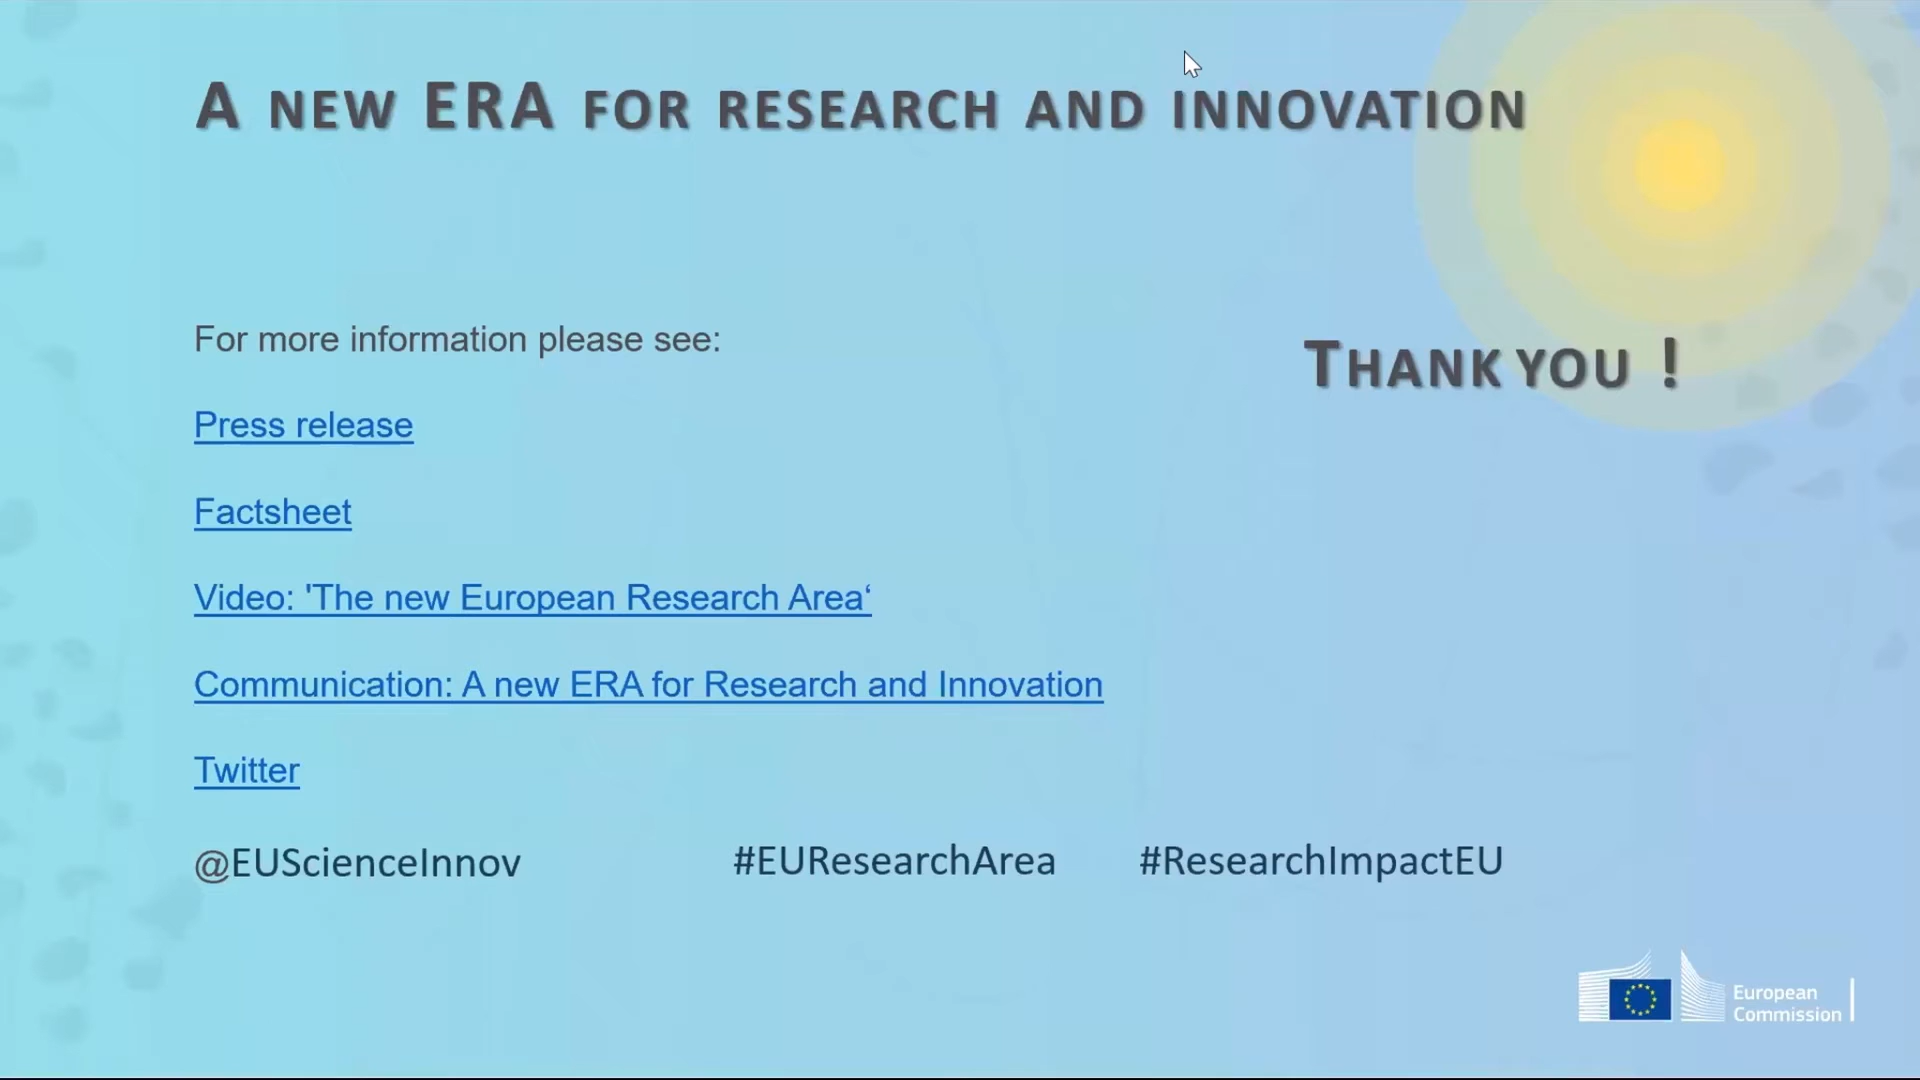 A NEW ERA FOR RESEARCH AND INNOVATION
For more information please see:
THANK YOU !
Press release
Factsheet
Video: 'The new European Research Area‘
Communication: A new ERA for Research and Innovation
Twitter
@EUScienceInnov #EUResearchArea #ResearchImpactEU
European
Commission